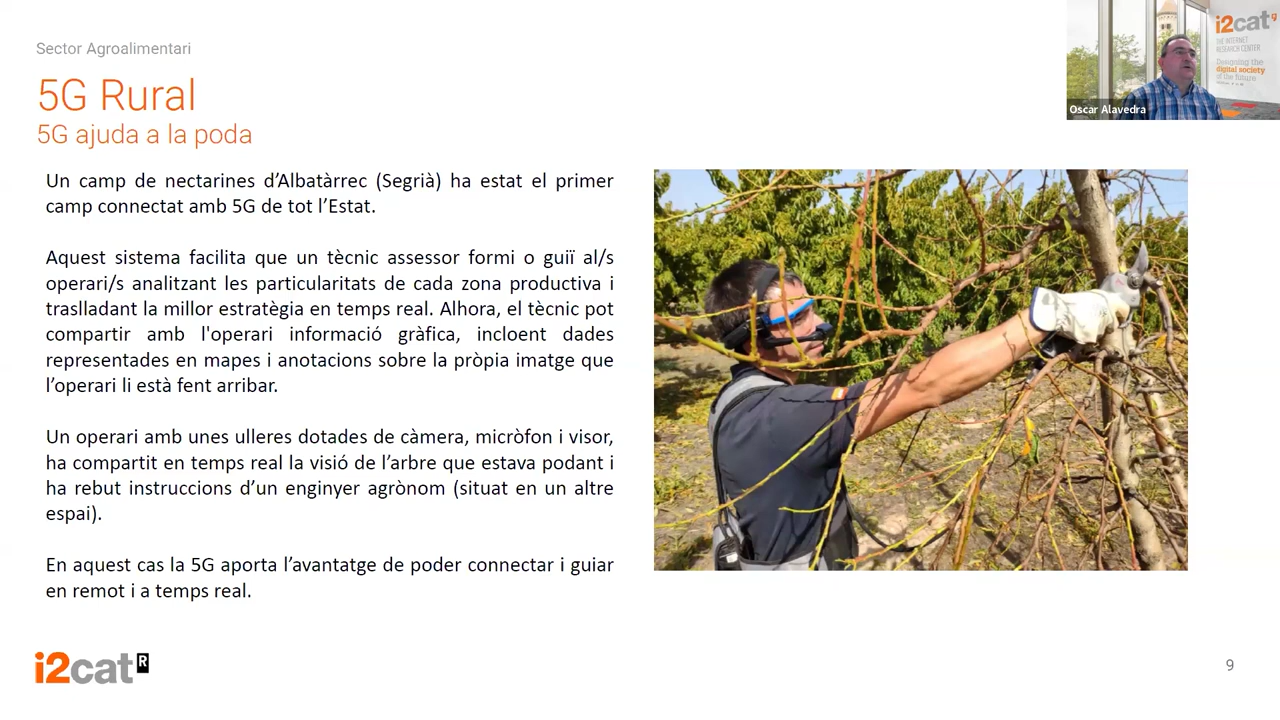 Sector Agroalimentari
5G Rural
5G ajuda a la poda
Un camp de nectarines d’Albatàrrec (Segrià) ha estat el primer
camp connectat amb 5G de tot l’Estat.
Aquest sistema facilita que un tècnic assessor formi o guiï al/s
operari/s analitzant les particularitats de cada zona productiva i
traslladant la millor estratègia en temps real. Alhora, el tècnic pot
compartir amb l'operari informació gràfica, incloent dades
representades en mapes i anotacions sobre la pròpia imatge que
l’operari li està fent arribar.
Un operari amb unes ulleres dotades de càmera, micròfon i visor,
ha compartit en temps real la visió de l’arbre que estava podant i
ha rebut instruccions d’un enginyer agrònom (situat en un altre
espai).
En aquest cas la 5G aporta l’avantatge de poder connectar i guiar
en remot i a temps real.
i2cat R
9
i2cat
THE INTERNET
RESEARCH CENTER
Designing the
digital society
of the future
Oscar Alavedra